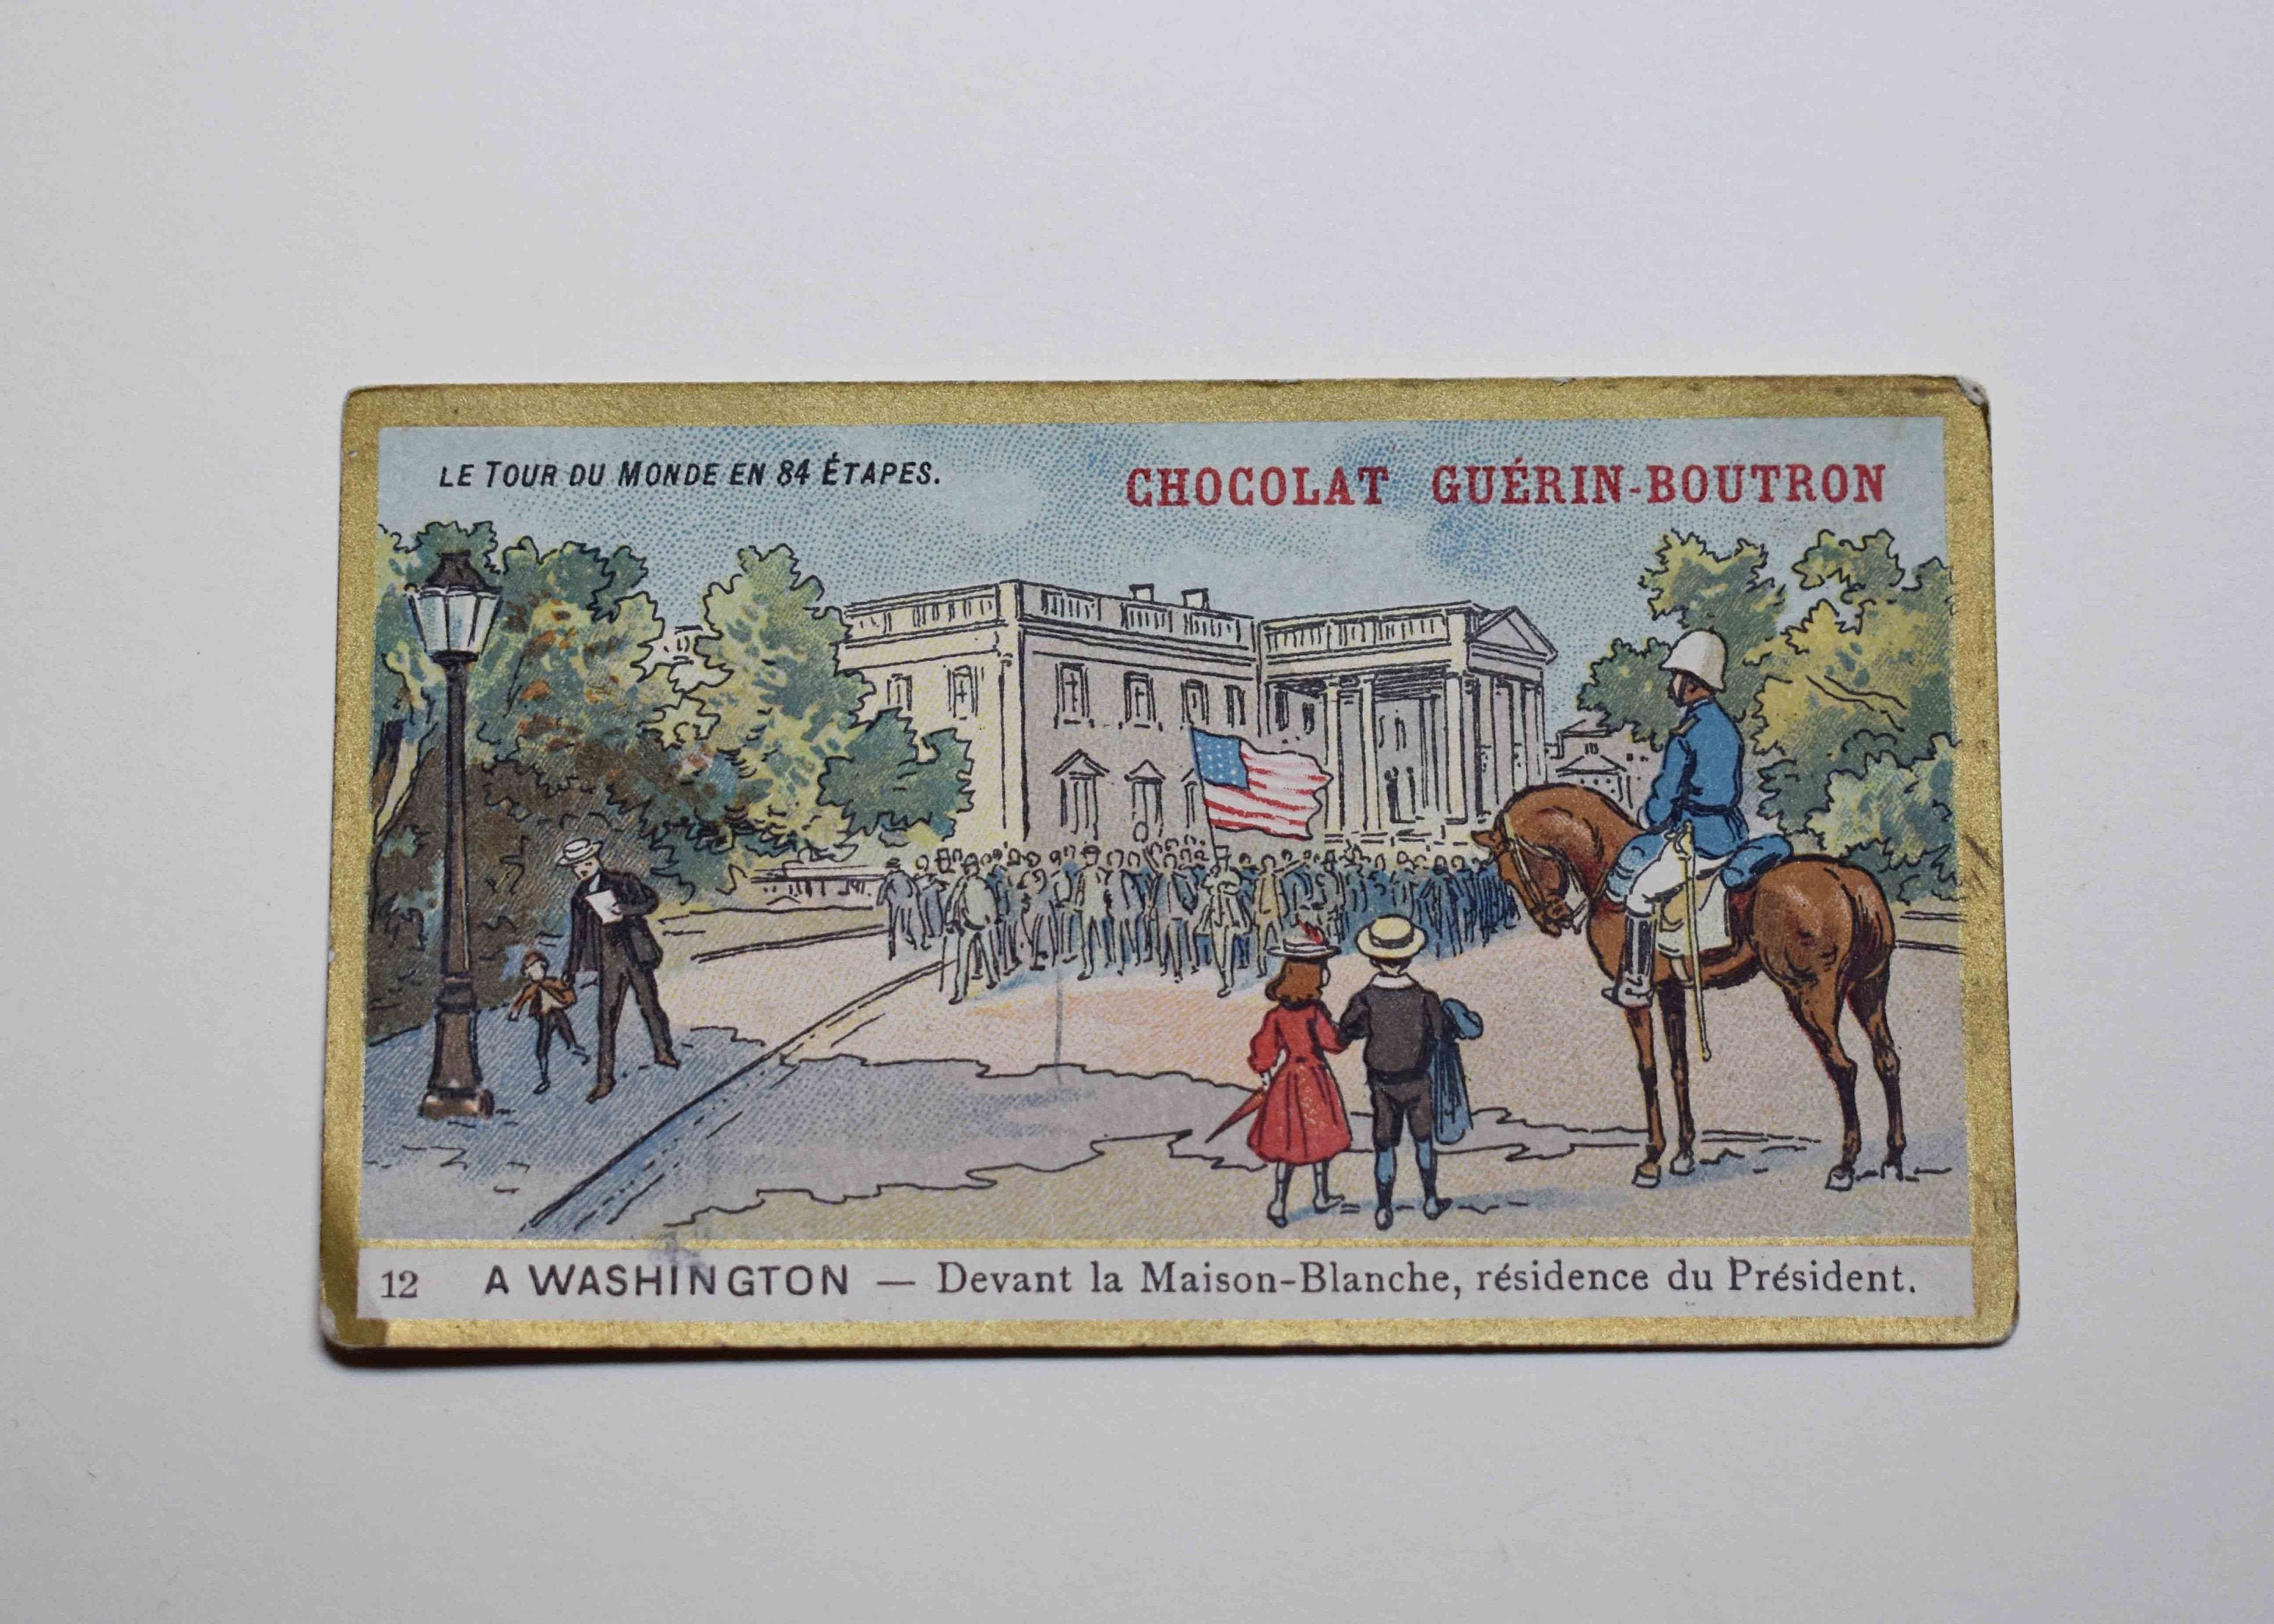 LE TOUR DU MONDE EN 84 ÉTAPES.
CHOCOLAT GUÉRIN-BOUTRON
12 A WASHINGTON — Devant la Maison-Blanche, résidence du Président.